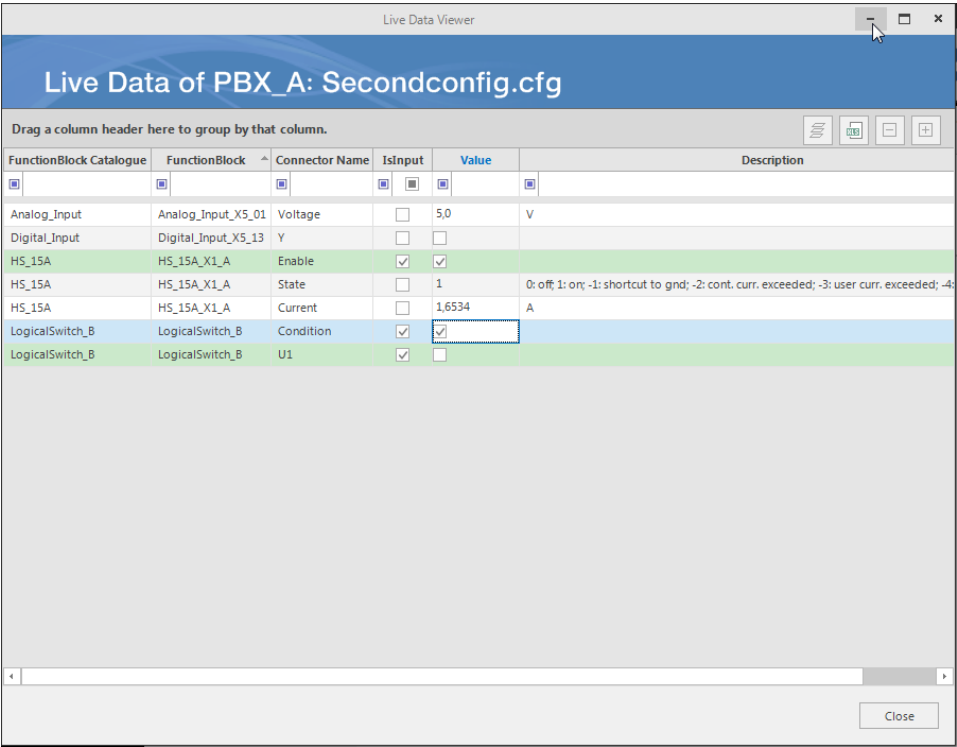 Live Data Viewer
Live Data of PBX_A: Secondconfig.cfg
Drag a column header here to group by that column.
FunctionBlock Catalogue FunctionBlock Connector Name IsInput Value Description
Analog_Input Analog_Input_X5_01 Voltage 5,0 V
Digital_Input Digital_Input_X5_13 Y
HS_15A HS_15A_X1_A Enable
HS_15A HS_15A_X1_A State 1 0: off; 1: on; -1: shortcut to gnd; -2: cont. curr. exceeded; -3: user curr. exceeded; -4:
HS_15A HS_15A_X1_A Current 1,6534 A
LogicalSwitch_B LogicalSwitch_B Condition
LogicalSwitch_B LogicalSwitch_B U1
Close